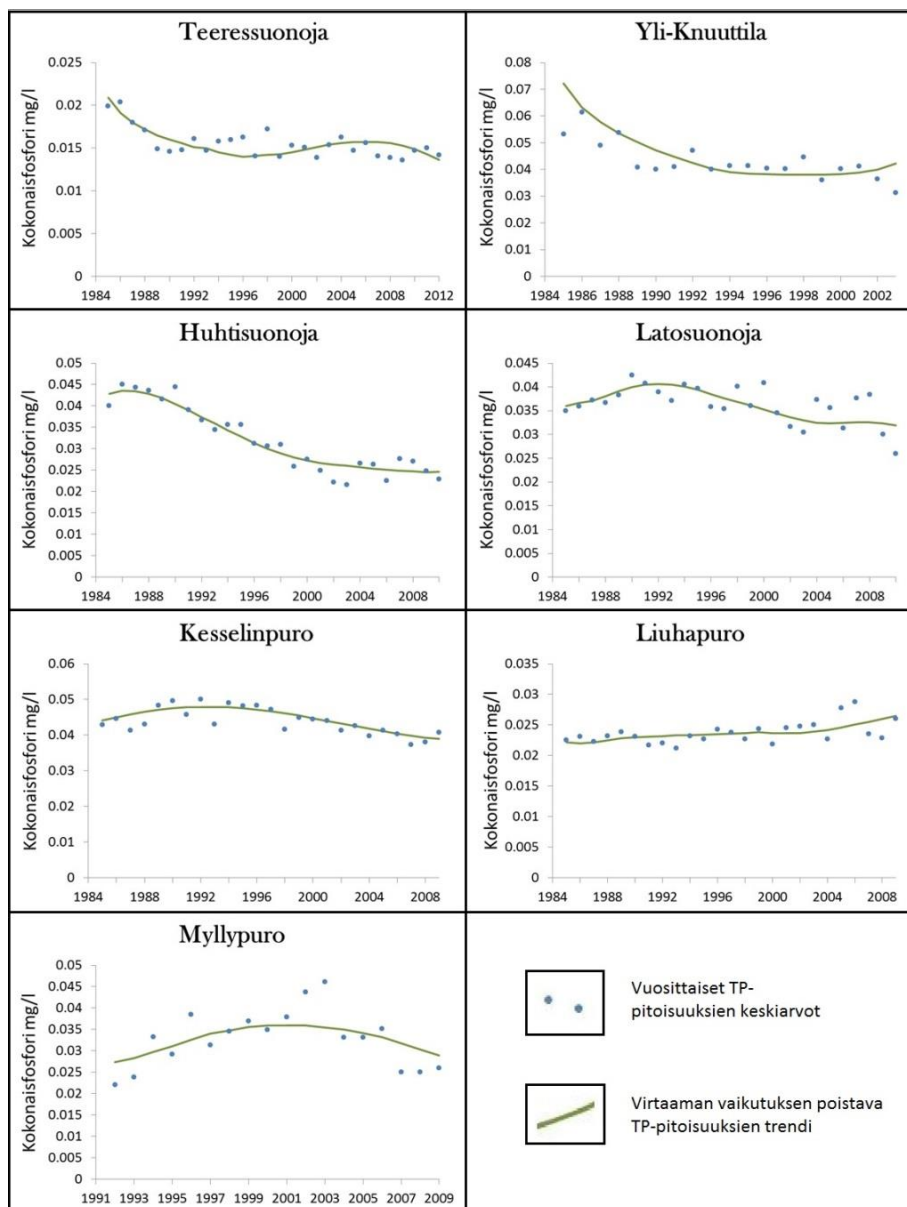 Teeressuonoja
Kokonaisfosfori mg/l
0.025
0.02
0.015
0.01
0.005
0
1984 1988 1992 1996 2000 2004 2008 2012
Yli-Knuuttila
Kokonaisfosfori mg/l
0.08
0.07
0.06
0.05
0.04
0.03
0.02
0.01
0
1984 1986 1988 1990 1992 1994 1996 1998 2000 2002
Huhtisuonoja
Kokonaisfosfori mg/l
0.05
0.045
0.04
0.035
0.03
0.025
0.02
0.015
0.01
0.005
0
1984 1988 1992 1996 2000 2004 2008
Latosuonoja
Kokonaisfosfori mg/l
0.05
0.045
0.04
0.035
0.03
0.025
0.02
0.015
0.01
0.005
0
1984 1988 1992 1996 2000 2004 2008
Kesselinpuro
Kokonaisfosfori mg/l
0.06
0.05
0.04
0.03
0.02
0.01
0
1984 1988 1992 1996 2000 2004 2008
Liuhapuro
Kokonaisfosfori mg/l
0.035
0.03
0.025
0.02
0.015
0.01
0.005
0
1984 1988 1992 1996 2000 2004 2008
Myllypuro
Kokonaisfosfori mg/l
0.05
0.045
0.04
0.035
0.03
0.025
0.02
0.015
0.01
0.005
0
1991 1993 1995 1997 1999 2001 2003 2005 2007 2009
Vuosittaiset TP-
pitoisuuksien keskiarvot
Virtaaman vaikutuksen poistava
TP-pitoisuuksien trendi